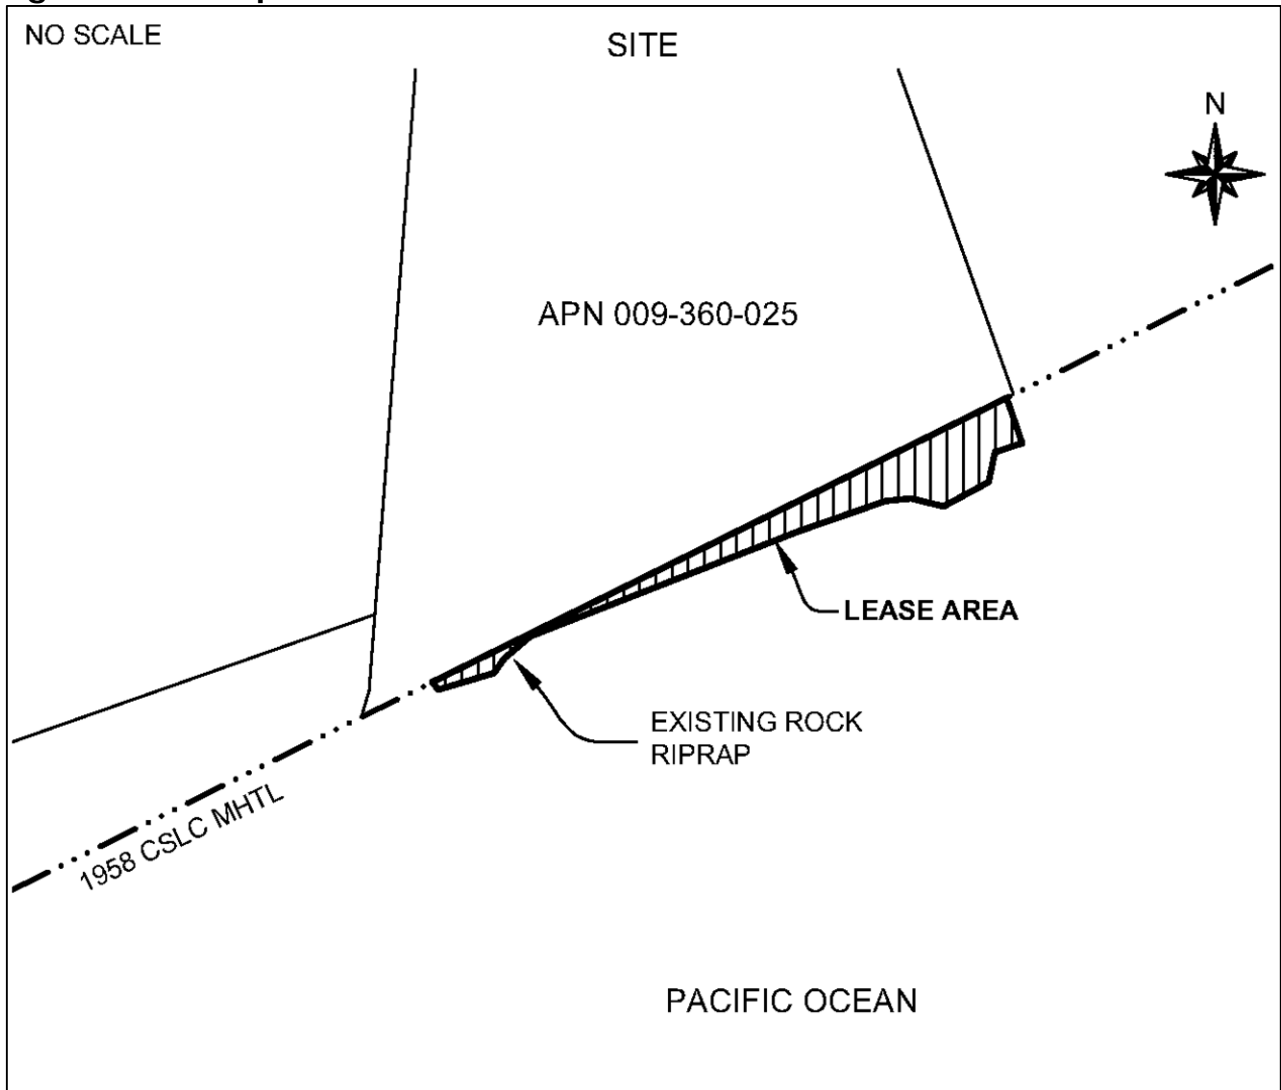 NO SCALE
SITE
N
APN 009-360-025
LEASE AREA
EXISTING ROCK
RIPRAP
1958 CSLC MHTL
PACIFIC OCEAN